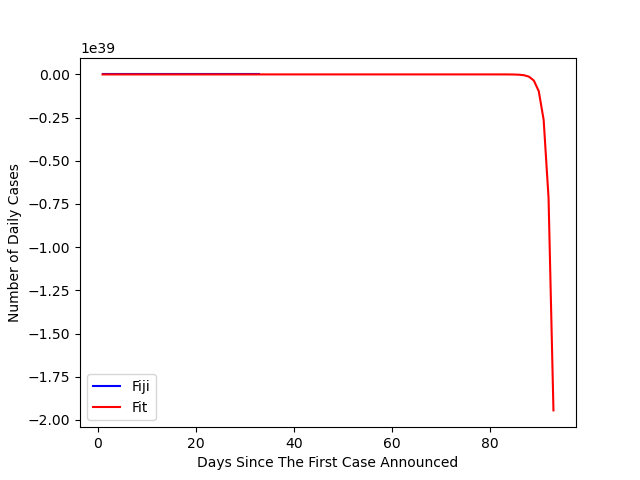 1e39
0.00
−0.25
−0.50
−0.75
−1.00
−1.25
−1.50
−1.75
−2.00
Number of Daily Cases
Fiji
Fit
0 20 40 60 80
Days Since The First Case Announced